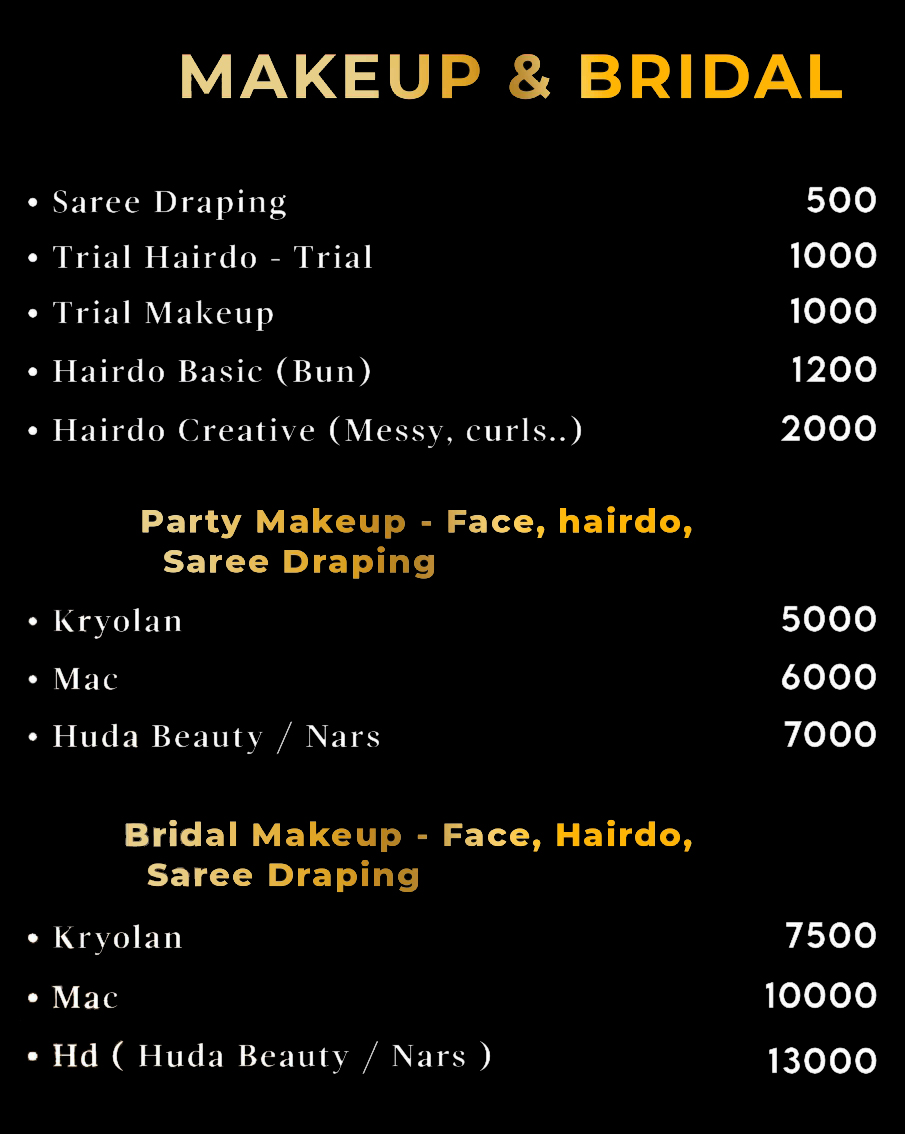 MAKEUP & BRIDAL
• Saree Draping 500
• Trial Hairdo - Trial 1000
• Trial Makeup 1000
• Hairdo Basic (Bun) 1200
• Hairdo Creative (Messy, curls..) 2000
Party Makeup - Face, hairdo,
Saree Draping
• Kryolan 5000
• Mac 6000
• Huda Beauty / Nars 7000
Bridal Makeup - Face, Hairdo,
Saree Draping
• Kryolan 7500
• Mac 10000
• Hd ( Huda Beauty / Nars ) 13000